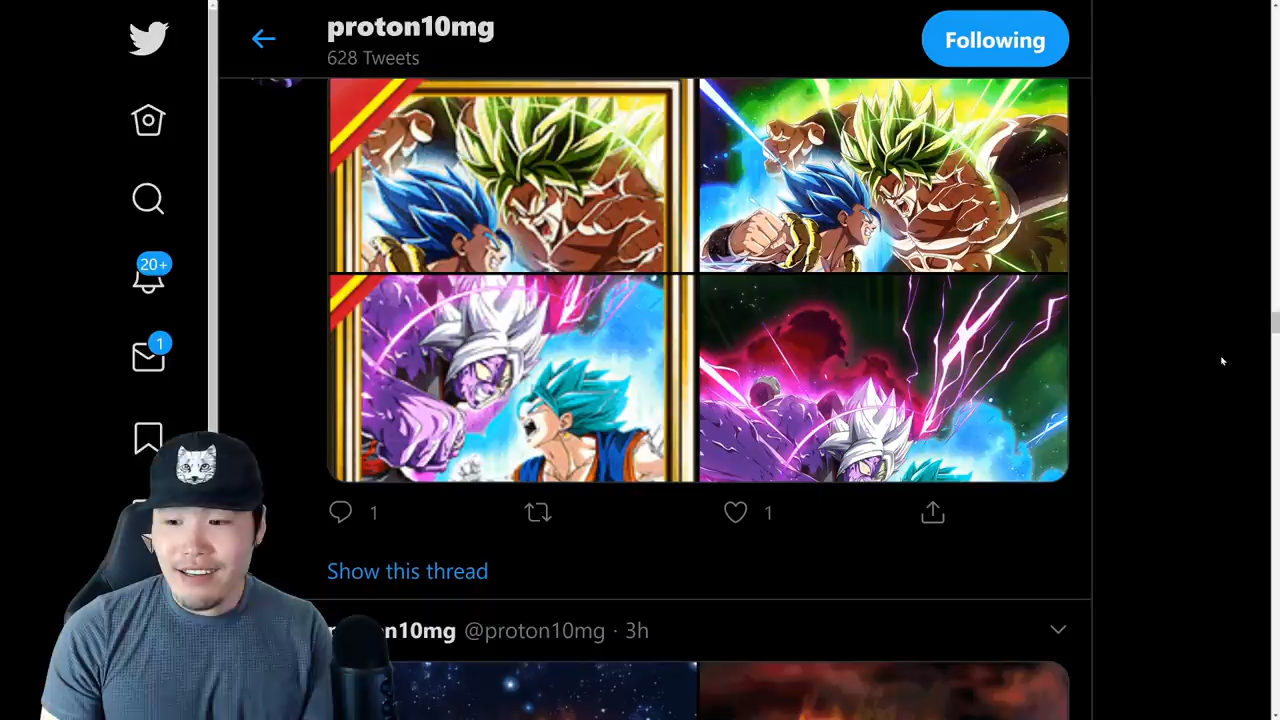 proton10mg
628 Tweets
Following
20+
1
1
1
Show this thread
n10mg @proton10mg · 3h